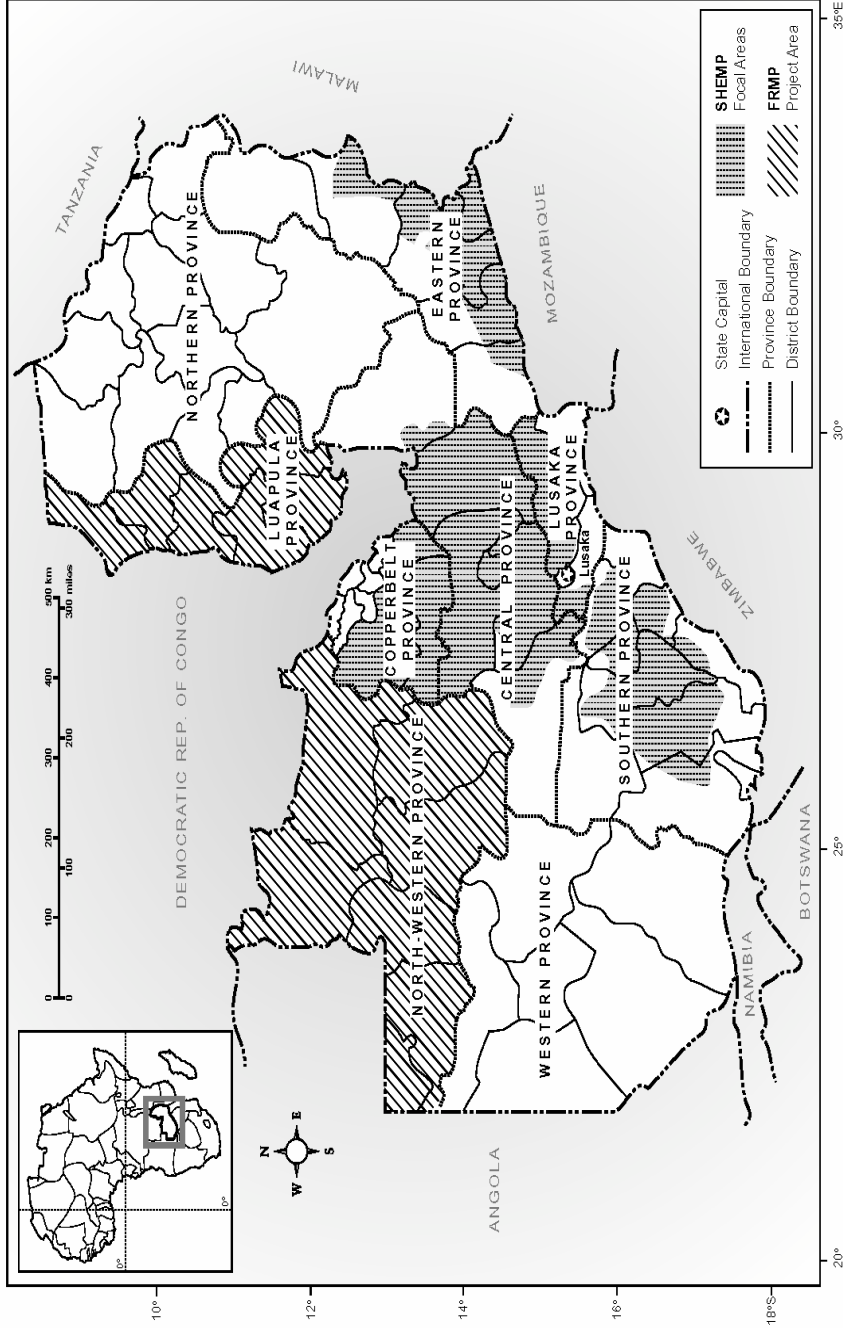 0°
0°
N
W
E
S
0 100 200 300 400 500 km
0 100 200 300 miles
DEMOCRATIC REP. OF CONGO
TANZANIA
MALAWI
MOZAMBIQUE
ZIMBABWE
BOTSWANA
NAMIBIA
ANGOLA
NORTHERN PROVINCE
LUAPULA
PROVINCE
COPPERBELT
PROVINCE
NORTH-WESTERN PROVINCE
EASTERN
PROVINCE
CENTRAL PROVINCE
LUSAKA
PROVINCE
Lusaka
WESTERN PROVINCE
SOUTHERN PROVINCE
State Capital
International Boundary
Province Boundary
District Boundary
SHEMP
Focal Areas
FRMP
Project Area
10°
12°
14°
16°
18°S
20°
25°
30°
35°E